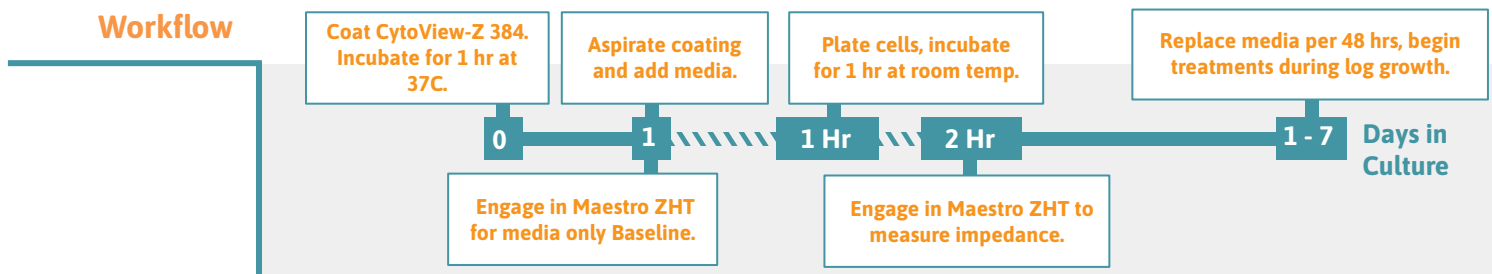 Workflow
Coat CytoView-Z 384.
Incubate for 1 hr at
37C.
Aspirate coating
and add media.
Plate cells, incubate
for 1 hr at room temp.
Replace media per 48 hrs, begin
treatments during log growth.
0
1
1 Hr
2 Hr
1 - 7
Days in
Culture
Engage in Maestro ZHT
for media only Baseline.
Engage in Maestro ZHT to
measure impedance.